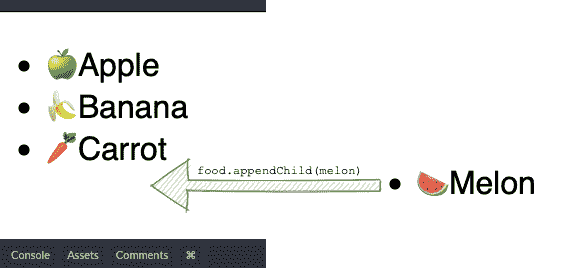 🍏Apple
🍌Banana
🥕Carrot
food.appendChild(melon)
🍉Melon
Console Assets Comments ⌘